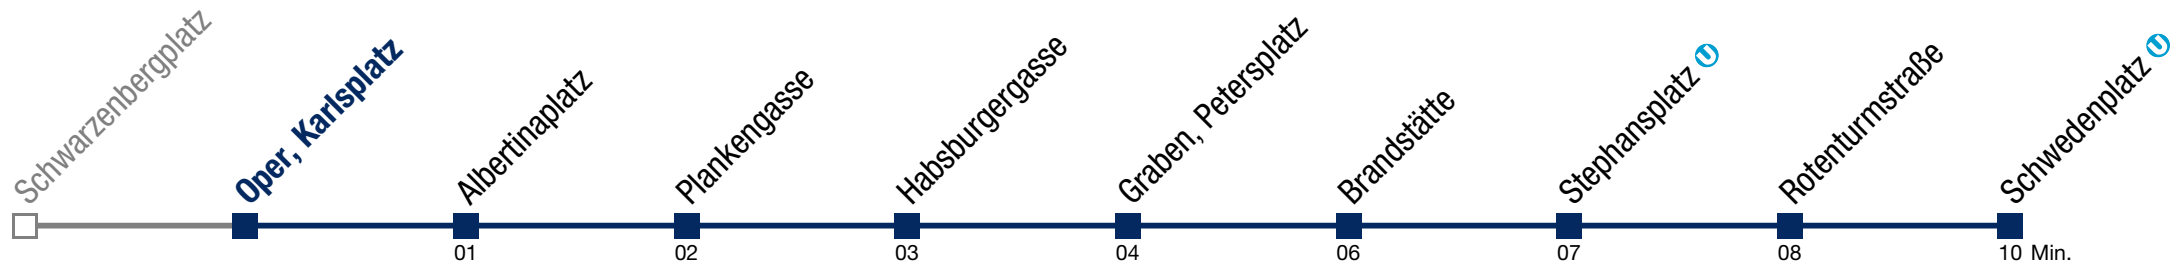 Schwarzenbergplatz
Oper, Karlsplatz
Albertinaplatz
Plankengasse
Habsburgergasse
Graben, Petersplatz
Brandstätte
Stephansplatz U
Rotenturmstraße
Schwedenplatz U
01 02 03 04 06 07 08 10 Min.